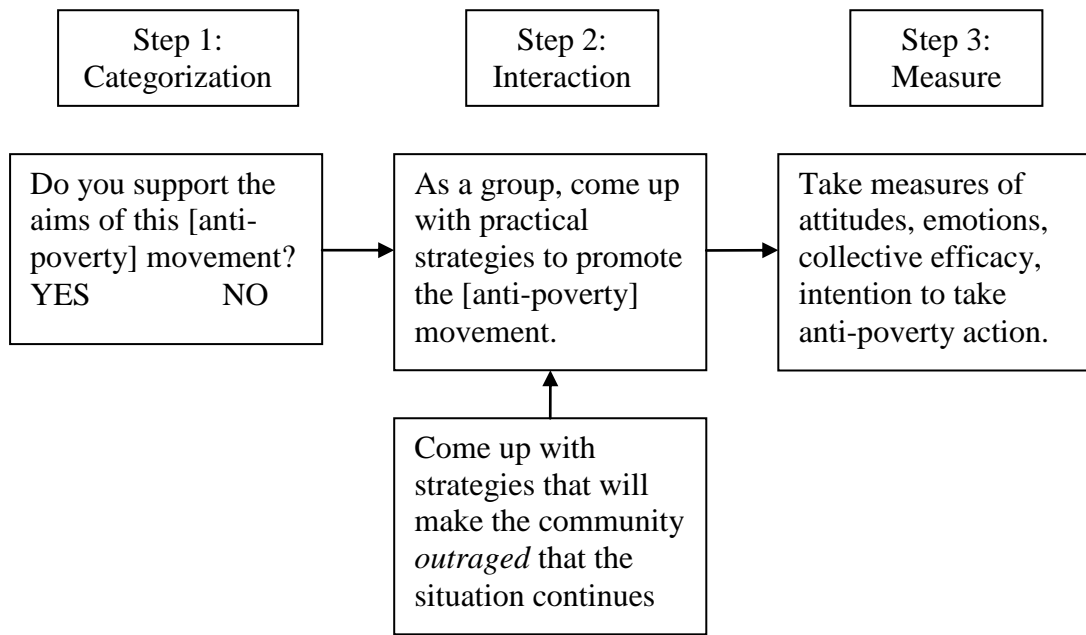 Step 1:
Categorization
Step 2:
Interaction
Step 3:
Measure
Do you support the
aims of this [anti-
poverty] movement?
YES NO
As a group, come up
with practical
strategies to promote
the [anti-poverty]
movement.
Take measures of
attitudes, emotions,
collective efficacy,
intention to take
anti-poverty action.
Come up with
strategies that will
make the community
outraged that the
situation continues